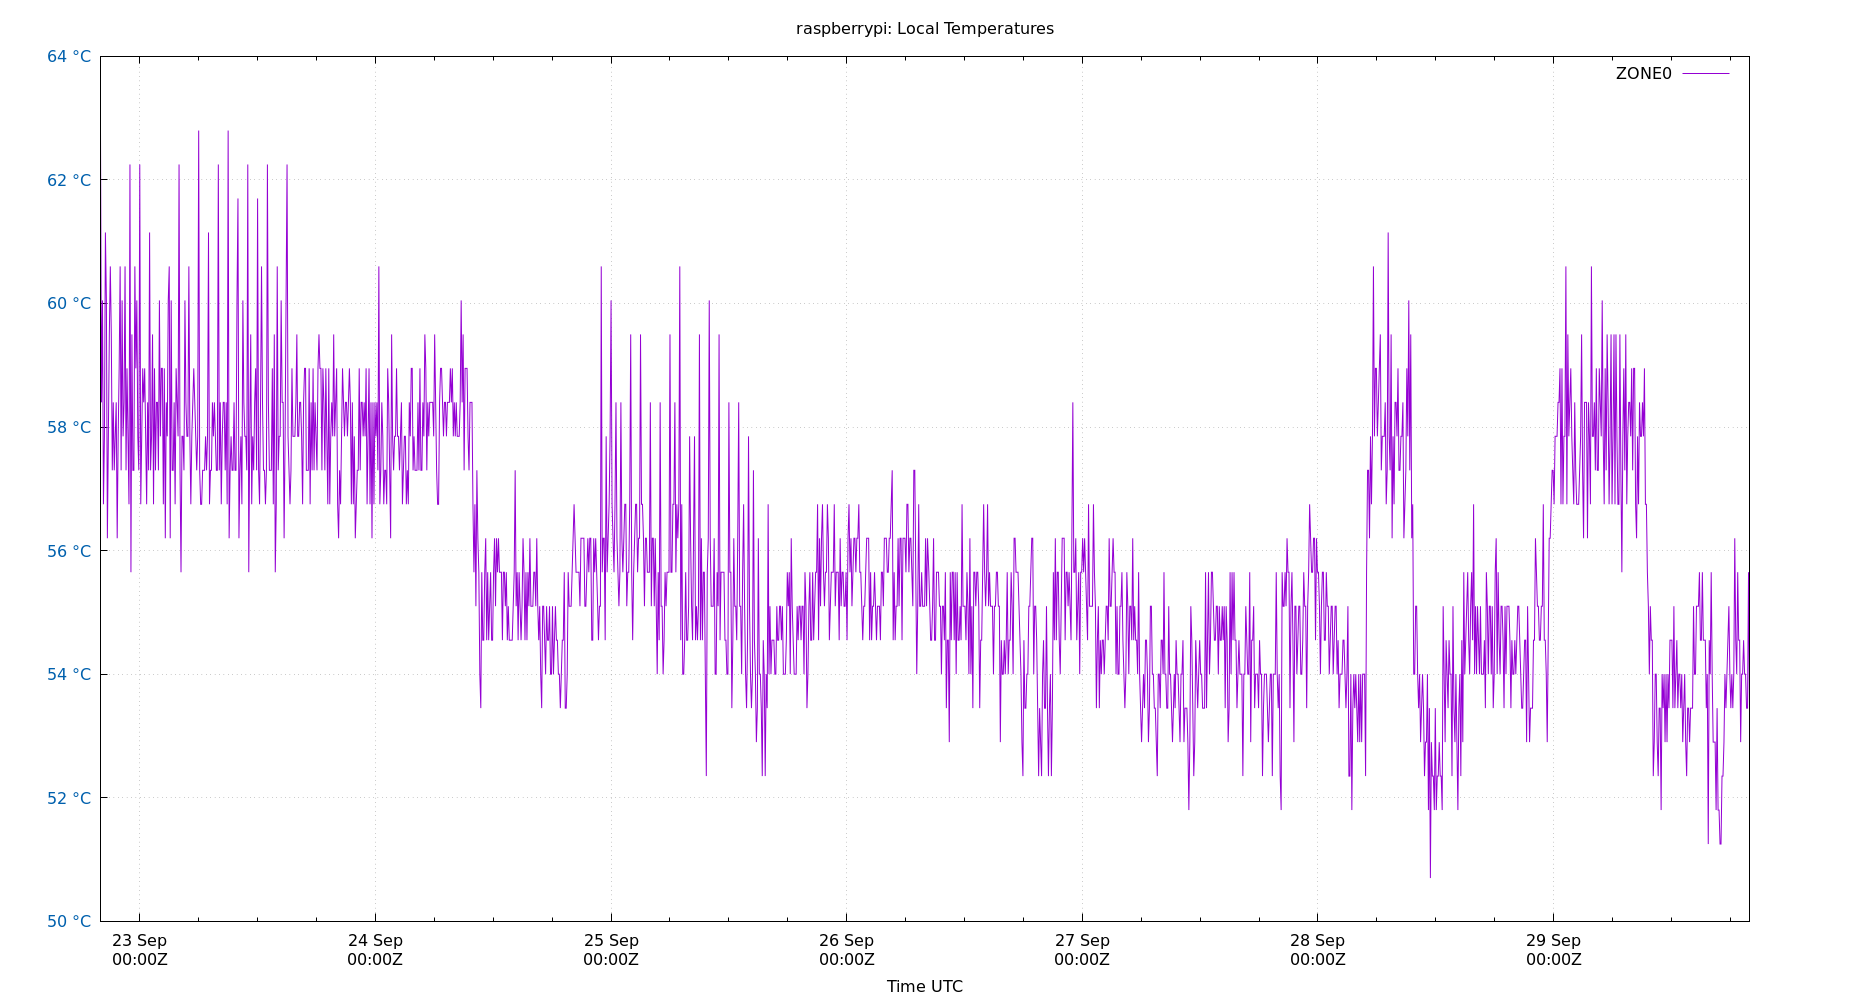 raspberrypi: Local Temperatures
64 °C
ZONE0
62 °C
60 °C
58 °C
56 °C
54 °C
52 °C
50 °C
23 Sep 24 Sep 25 Sep 26 Sep 27 Sep 28 Sep 29 Sep
00:00Z 00:00Z 00:00Z 00:00Z 00:00Z 00:00Z 00:00Z
Time UTC